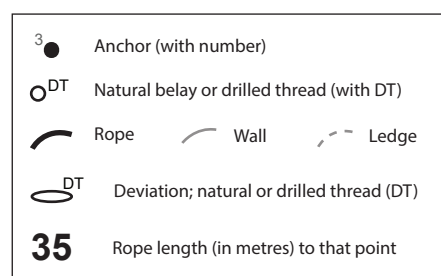 3 Anchor (with number)
DT Natural belay or drilled thread (with DT)
Rope Wall Ledge
DT Deviation; natural or drilled thread (DT)
35 Rope length (in metres) to that point